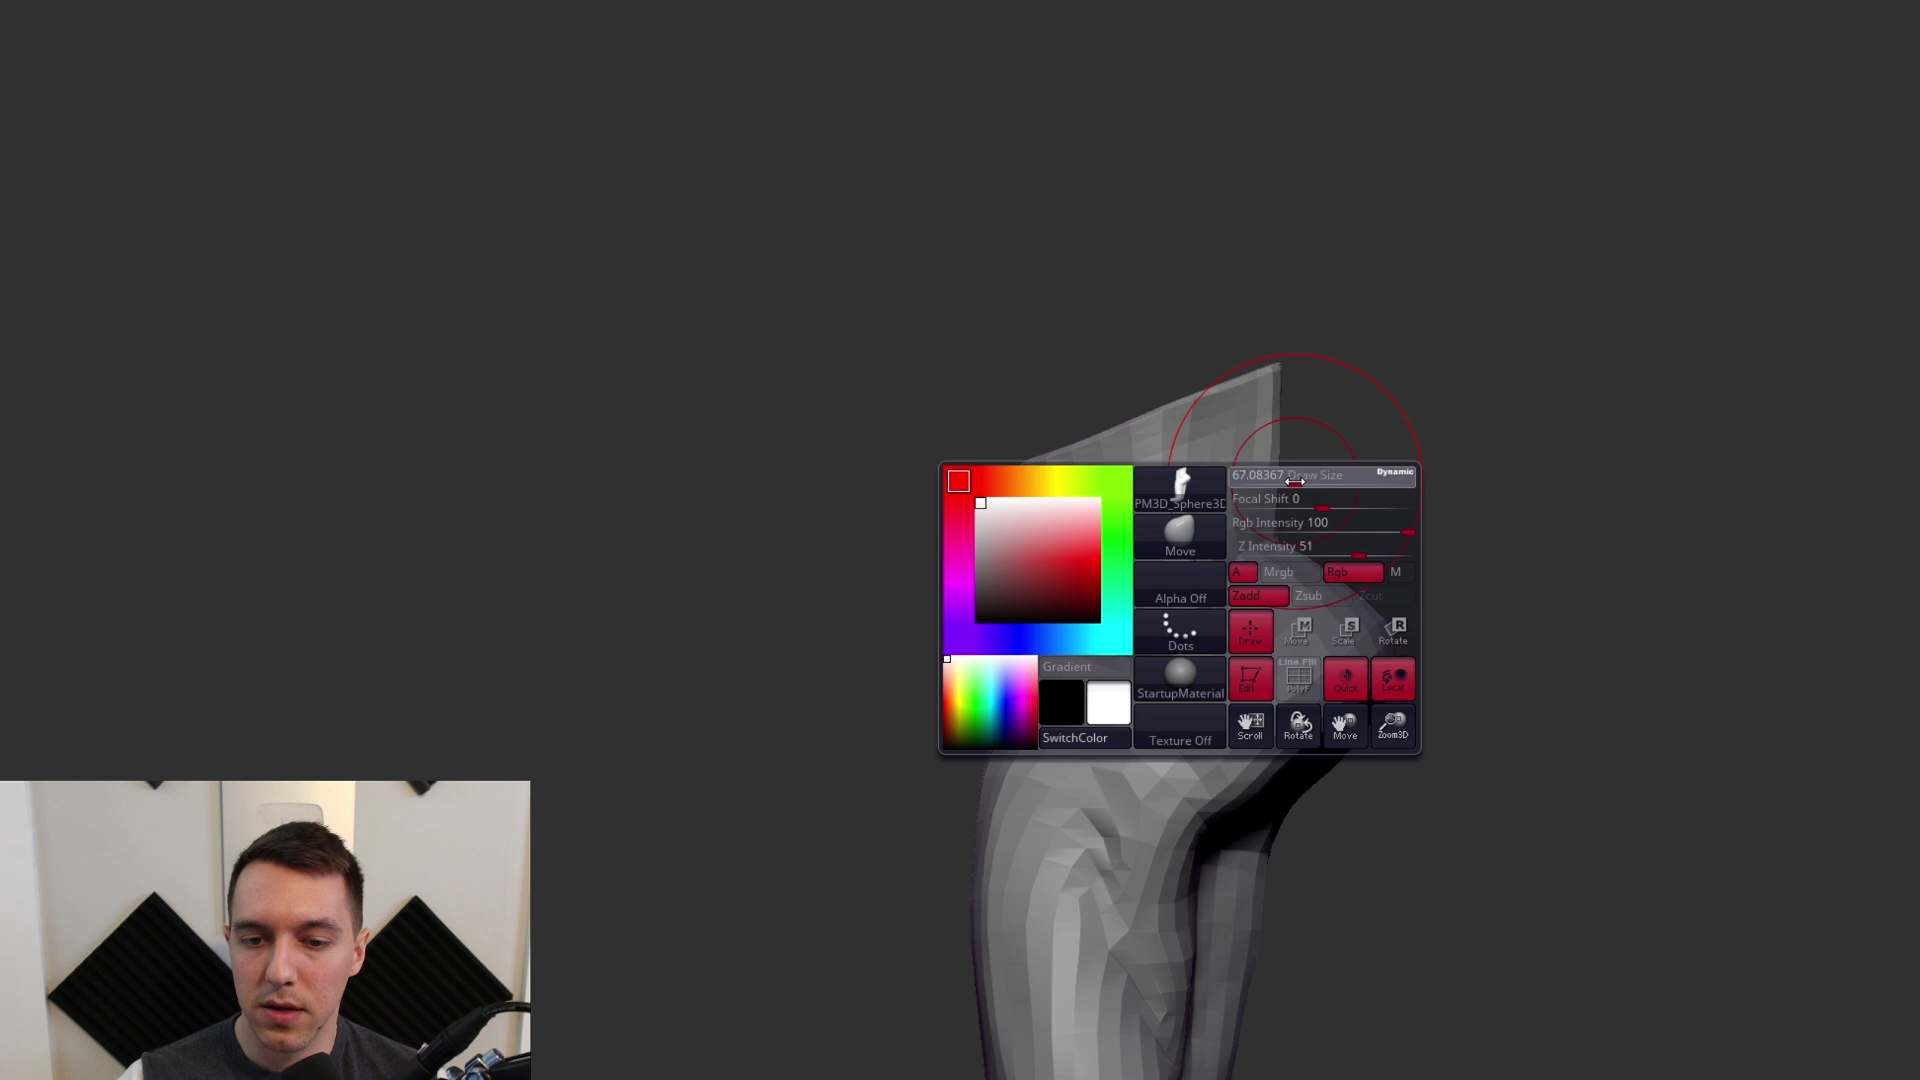 PM3D_Sphere3D
Move
Alpha Off
Dots
StartupMaterial
Texture Off
Gradient
SwitchColor
67.08367 Draw Size
Dynamic
Focal Shift 0
Rgb Intensity 100
Z Intensity 51
A Mrgb Rgb M
Zadd Zsub Zcut
Draw Move M Scale S Rotate R
Edit Line Fill PolyF Quick Local
Scroll Rotate Move Zoom3D